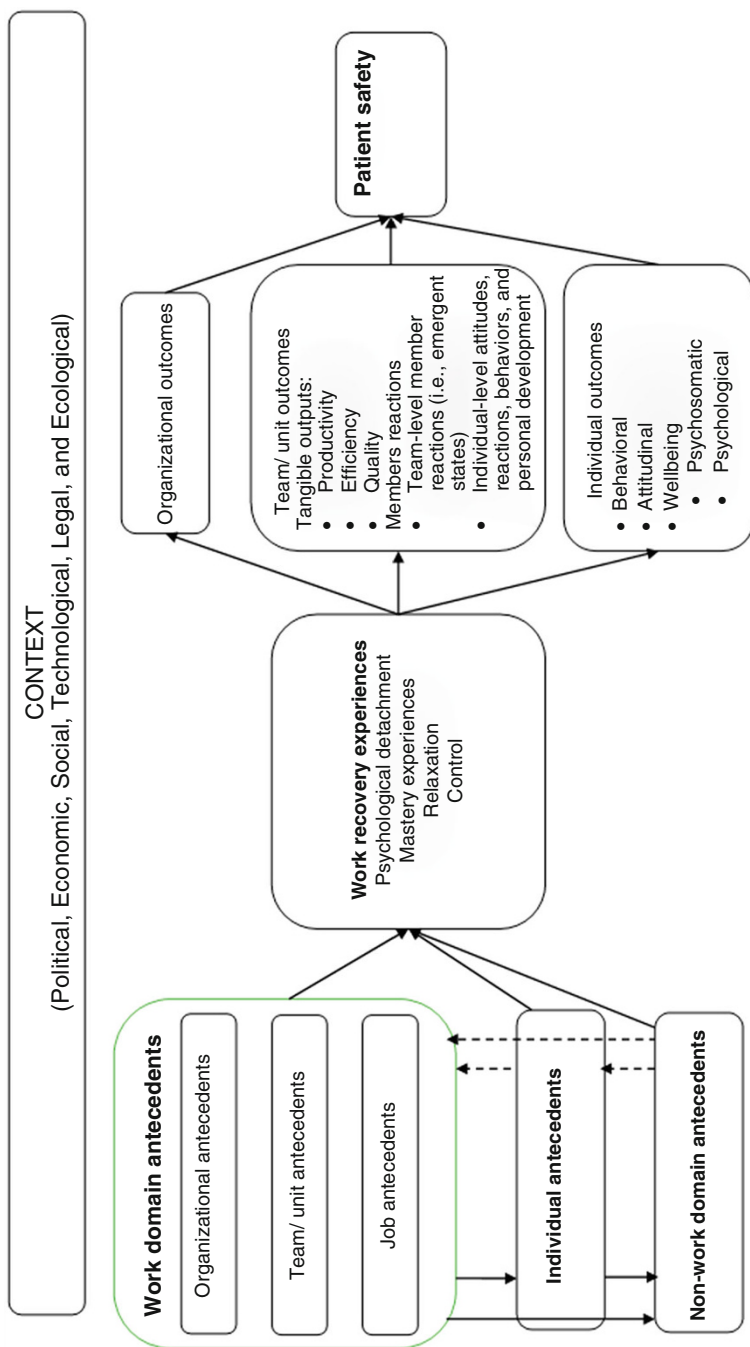 CONTEXT
(Political, Economic, Social, Technological, Legal, and Ecological)
Work domain antecedents
Organizational antecedents
Team/ unit antecedents
Job antecedents
Individual antecedents
Non-work domain antecedents
Work recovery experiences
Psychological detachment
Mastery experiences
Relaxation
Control
Organizational outcomes
Team/ unit outcomes
Tangible outputs:
• Productivity
• Efficiency
• Quality
Members reactions
• Team-level member
reactions (i.e., emergent
states)
• Individual-level attitudes,
reactions, behaviors, and
personal development
Individual outcomes
• Behavioral
• Attitudinal
• Wellbeing
• Psychosomatic
• Psychological
Patient safety